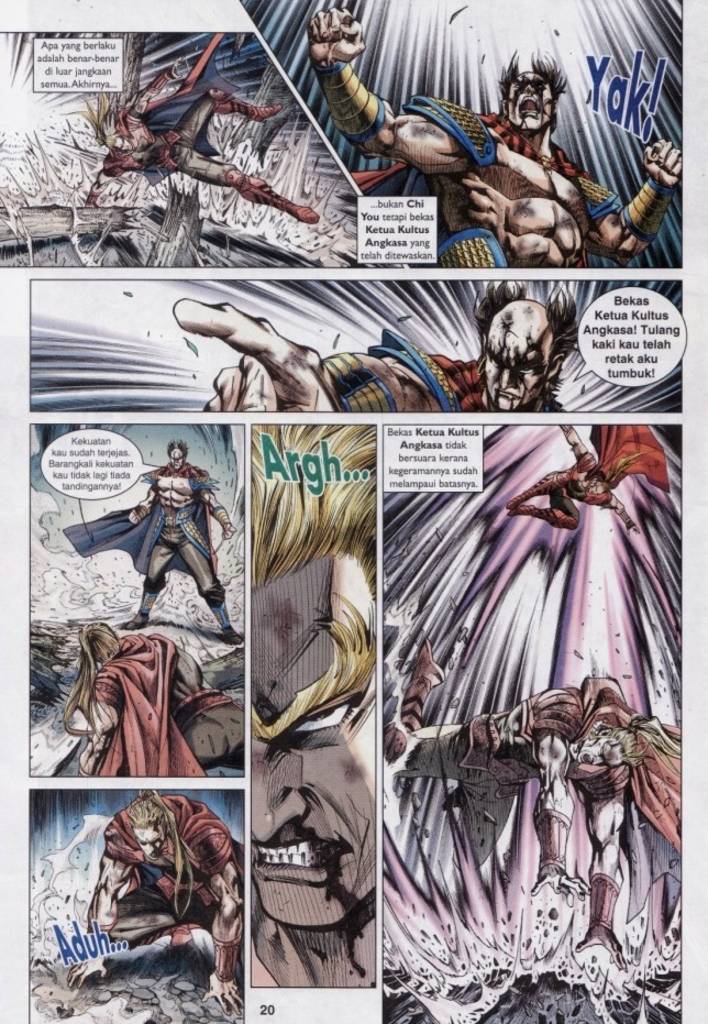 Apa yang berlaku
adalah benar-benar
di luar jangkaan
semua. Akhirnya...
Yak!
...bukan Chi
You tetapi bekas
Ketua Kultus
Angkasa yang
telah ditewaskan.
Bekas
Ketua Kultus
Angkasa! Tulang
kaki kau telah
retak aku
tumbuk!
Kekuatan
kau sudah terjejas.
Barangkali kekuatan
kau tidak lagi tiada
tandingannya!
Argh...
Bekas Ketua Kultus
Angkasa tidak
bersuara kerana
kegeramannya sudah
melampaui batasnya.
Aduh...
20